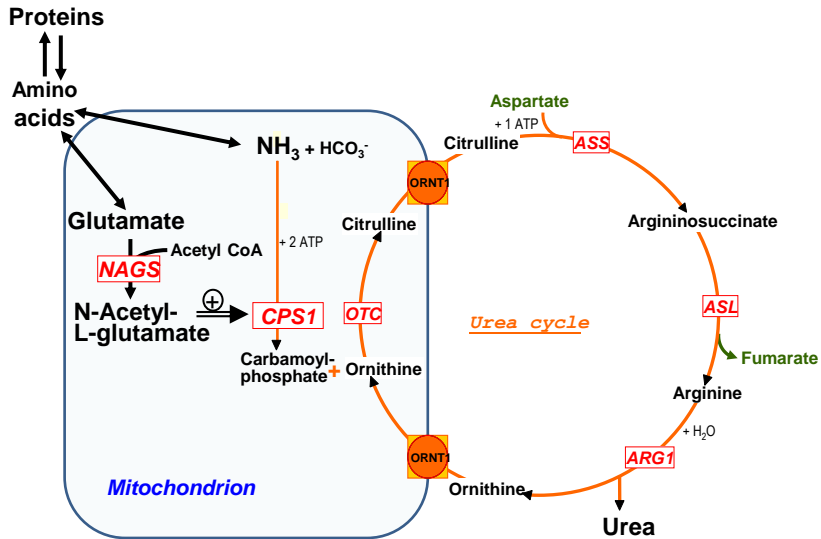 Proteins
Amino
acids
NH₃ + HCO₃⁻
Glutamate
Acetyl CoA
NAGS
N-Acetyl-
L-glutamate
+
+ 2 ATP
CPS1
Carbamoyl-
phosphate
+
Ornithine
OTC
Citrulline
ORNT1
Citrulline
Aspartate
+ 1 ATP
ASS
Argininosuccinate
ASL
Fumarate
Arginine
+ H₂O
ARG1
Urea
Ornithine
ORNT1
Urea cycle
Mitochondrion